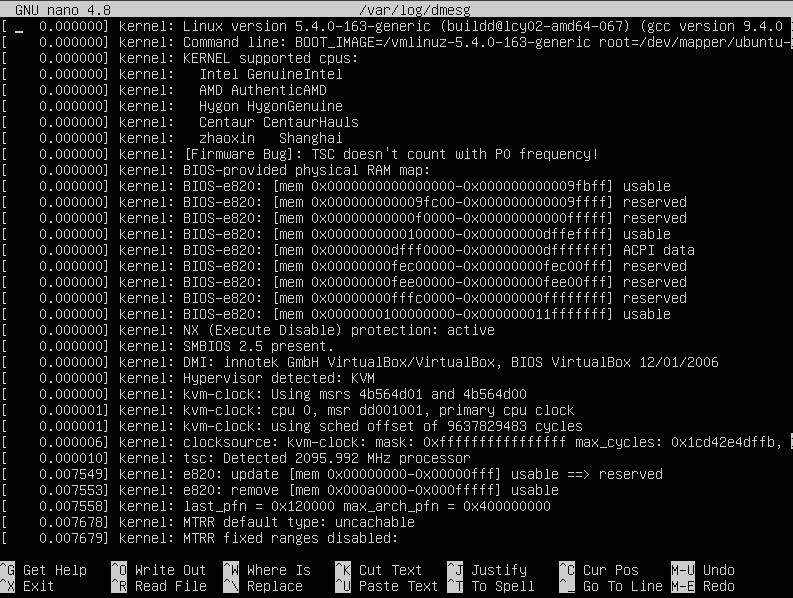 GNU nano 4.8 /var/log/dmesg
[    0.000000] kernel: Linux version 5.4.0-163-generic (buildd@lcy02-amd64-067) (gcc version 9.4.0
[    0.000000] kernel: Command line: BOOT_IMAGE=/vmlinuz-5.4.0-163-generic root=/dev/mapper/ubuntu-
[    0.000000] kernel: KERNEL supported cpus:
[    0.000000] kernel:   Intel GenuineIntel
[    0.000000] kernel:   AMD AuthenticAMD
[    0.000000] kernel:   Hygon HygonGenuine
[    0.000000] kernel:   Centaur CentaurHauls
[    0.000000] kernel:   zhaoxin   Shanghai
[    0.000000] kernel: [Firmware Bug]: TSC doesn't count with P0 frequency!
[    0.000000] kernel: BIOS-provided physical RAM map:
[    0.000000] kernel: BIOS-e820: [mem 0x0000000000000000-0x000000000009fbff] usable
[    0.000000] kernel: BIOS-e820: [mem 0x000000000009fc00-0x000000000009ffff] reserved
[    0.000000] kernel: BIOS-e820: [mem 0x00000000000f0000-0x00000000000fffff] reserved
[    0.000000] kernel: BIOS-e820: [mem 0x0000000000100000-0x00000000dffeffff] usable
[    0.000000] kernel: BIOS-e820: [mem 0x00000000dfff0000-0x00000000dfffffff] ACPI data
[    0.000000] kernel: BIOS-e820: [mem 0x00000000fec00000-0x00000000fec00fff] reserved
[    0.000000] kernel: BIOS-e820: [mem 0x00000000fee00000-0x00000000fee00fff] reserved
[    0.000000] kernel: BIOS-e820: [mem 0x00000000fffc0000-0x00000000ffffffff] reserved
[    0.000000] kernel: BIOS-e820: [mem 0x0000000100000000-0x000000011fffffff] usable
[    0.000000] kernel: NX (Execute Disable) protection: active
[    0.000000] kernel: SMBIOS 2.5 present.
[    0.000000] kernel: DMI: innotek GmbH VirtualBox/VirtualBox, BIOS VirtualBox 12/01/2006
[    0.000000] kernel: Hypervisor detected: KVM
[    0.000000] kernel: kvm-clock: Using msrs 4b564d01 and 4b564d00
[    0.000001] kernel: kvm-clock: cpu 0, msr dd001001, primary cpu clock
[    0.000001] kernel: kvm-clock: using sched offset of 9637829483 cycles
[    0.000006] kernel: clocksource: kvm-clock: mask: 0xffffffffffffffff max_cycles: 0x1cd42e4dffb,
[    0.000010] kernel: tsc: Detected 2095.992 MHz processor
[    0.007549] kernel: e820: update [mem 0x00000000-0x00000fff] usable ==> reserved
[    0.007553] kernel: e820: remove [mem 0x000a0000-0x000fffff] usable
[    0.007558] kernel: last_pfn = 0x120000 max_arch_pfn = 0x400000000
[    0.007678] kernel: MTRR default type: uncachable
[    0.007679] kernel: MTRR fixed ranges disabled:
^G Get Help ^O Write Out ^W Where Is ^K Cut Text ^J Justify ^C Cur Pos M-U Undo
^X Exit ^R Read File ^\ Replace ^U Paste Text ^T To Spell ^_ Go To Line M-E Redo